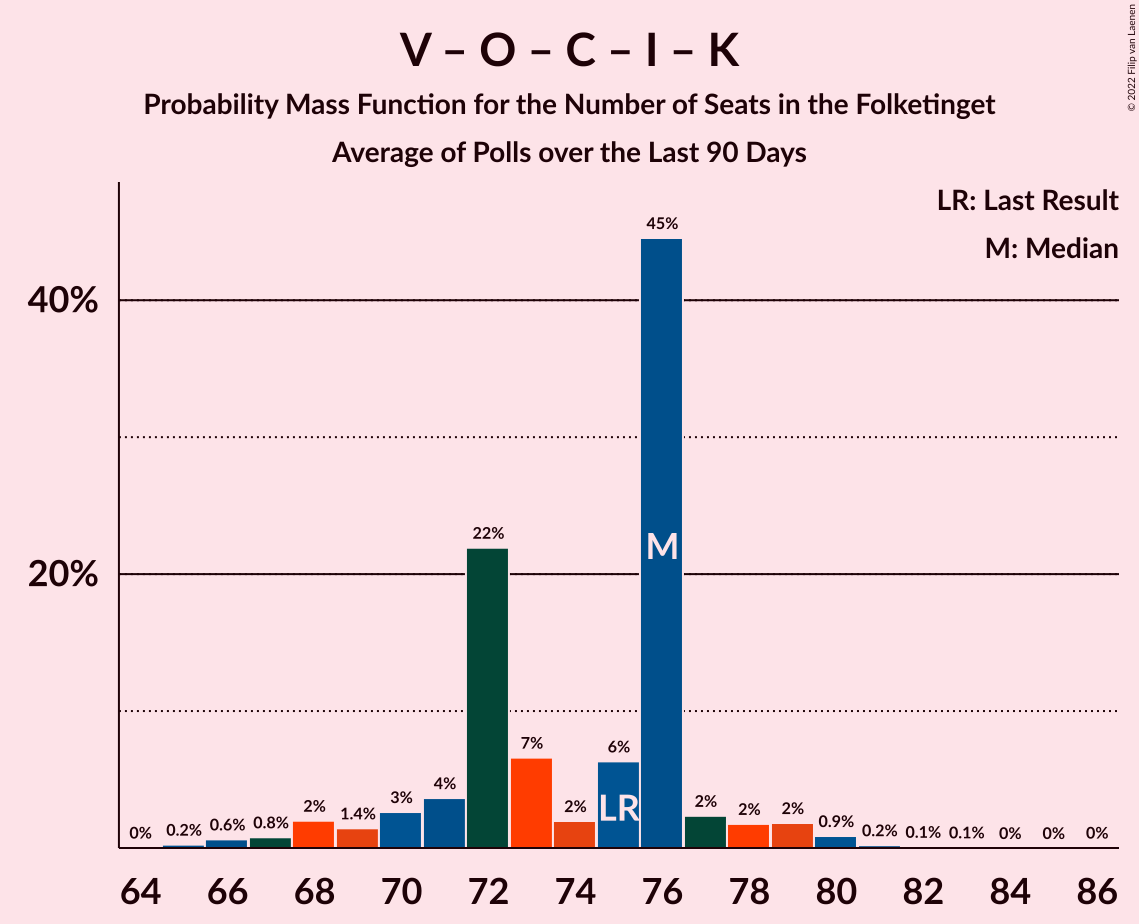 V – O – C – I – K
Probability Mass Function for the Number of Seats in the Folketinget
Average of Polls over the Last 90 Days
© 2022 Filip van Laenen
LR: Last Result
M: Median
40%
20%
0%
0.2%
0.6%
0.8%
2%
1.4%
3%
4%
22%
7%
2%
6%
45%
2%
2%
2%
0.9%
0.2%
0.1%
0.1%
0%
0%
0%
LR
M
64 66 68 70 72 74 76 78 80 82 84 86